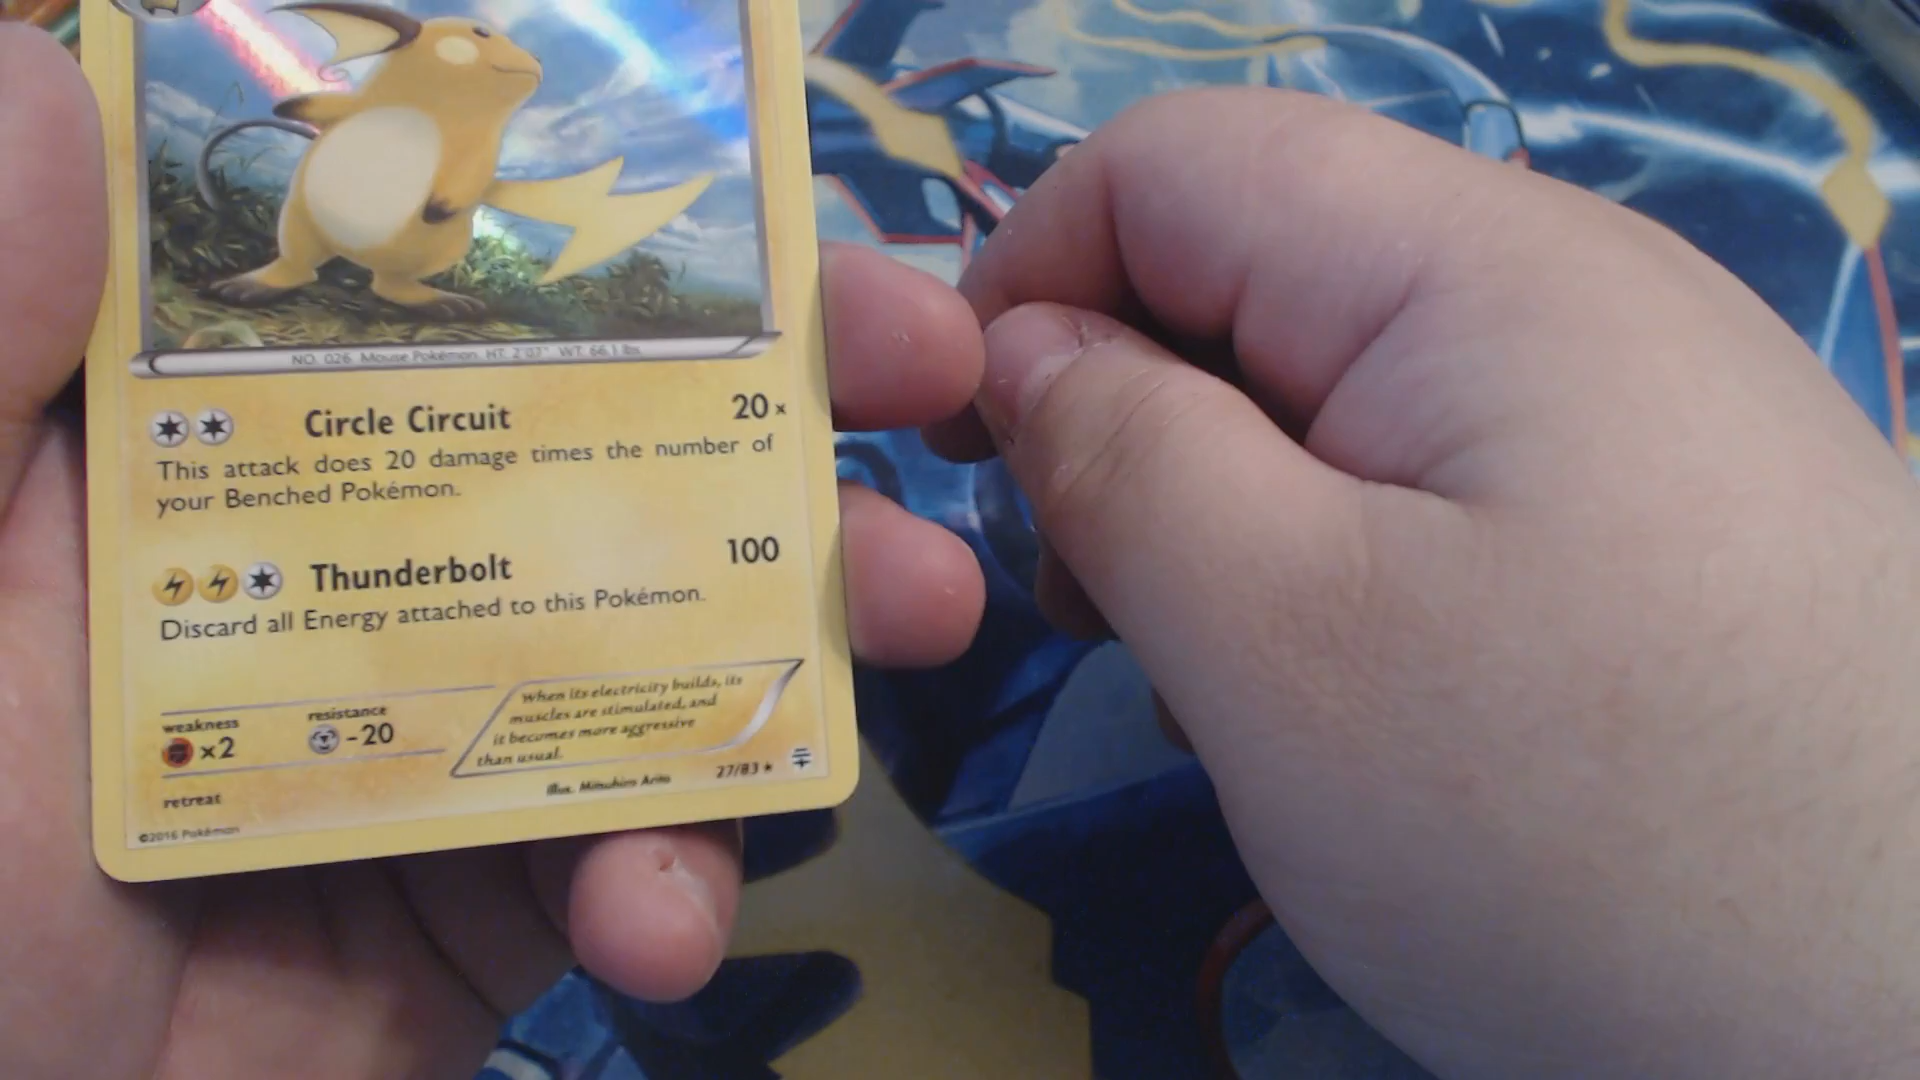 NO. 026 Mouse Pokémon HT: 2'07" WT: 66.1 lbs
Circle Circuit 20x
This attack does 20 damage times the number of
your Benched Pokémon.
Thunderbolt 100
Discard all Energy attached to this Pokémon.
weakness resistance
x2 -20
When its electricity builds, its
muscles are stimulated, and
it becomes more aggressive
than usual.
Illus. Mitsuhiro Arita 27/83
retreat
©2016 Pokémon